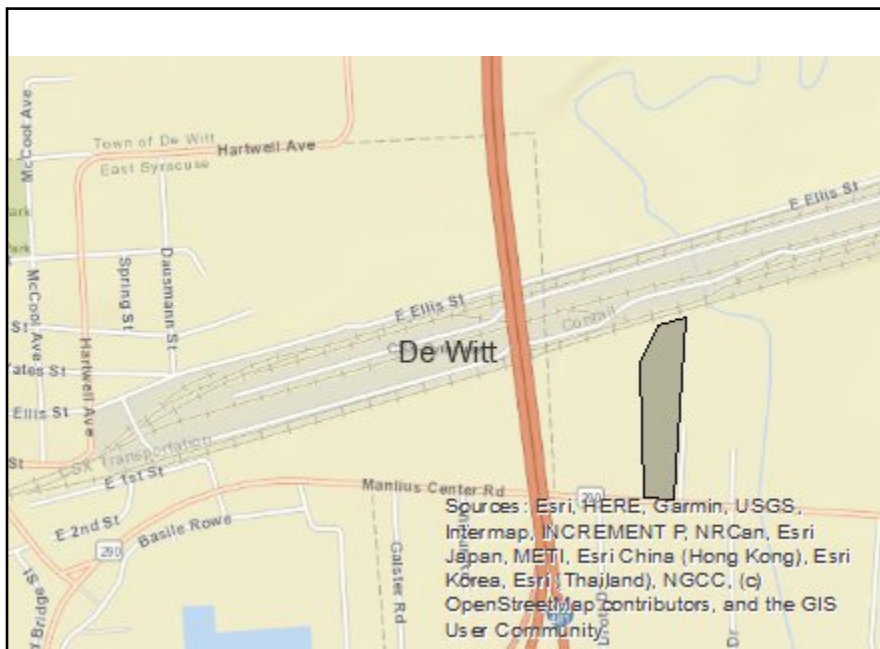 McCool Ave
Town of De Witt
East Syracuse
Hartwell Ave
E Ellis St
Park
Park
McCool Ave
Spring St
Dausmann St
E Ellis St
Conrail
De Witt
St
Yates St
Hartwell Ave
Ellis St
St
CSX Transportation
E 1st St
Manlius Center Rd
290
E 2nd St
290
Basile Rowe
Galster Rd
Bridge St
Sources: Esri, HERE, Garmin, USGS,
Intermap, INCREMENT P, NRCan, Esri
Japan, METI, Esri China (Hong Kong), Esri
Korea, Esri (Thailand), NGCC, (c)
OpenStreetMap contributors, and the GIS
User Community